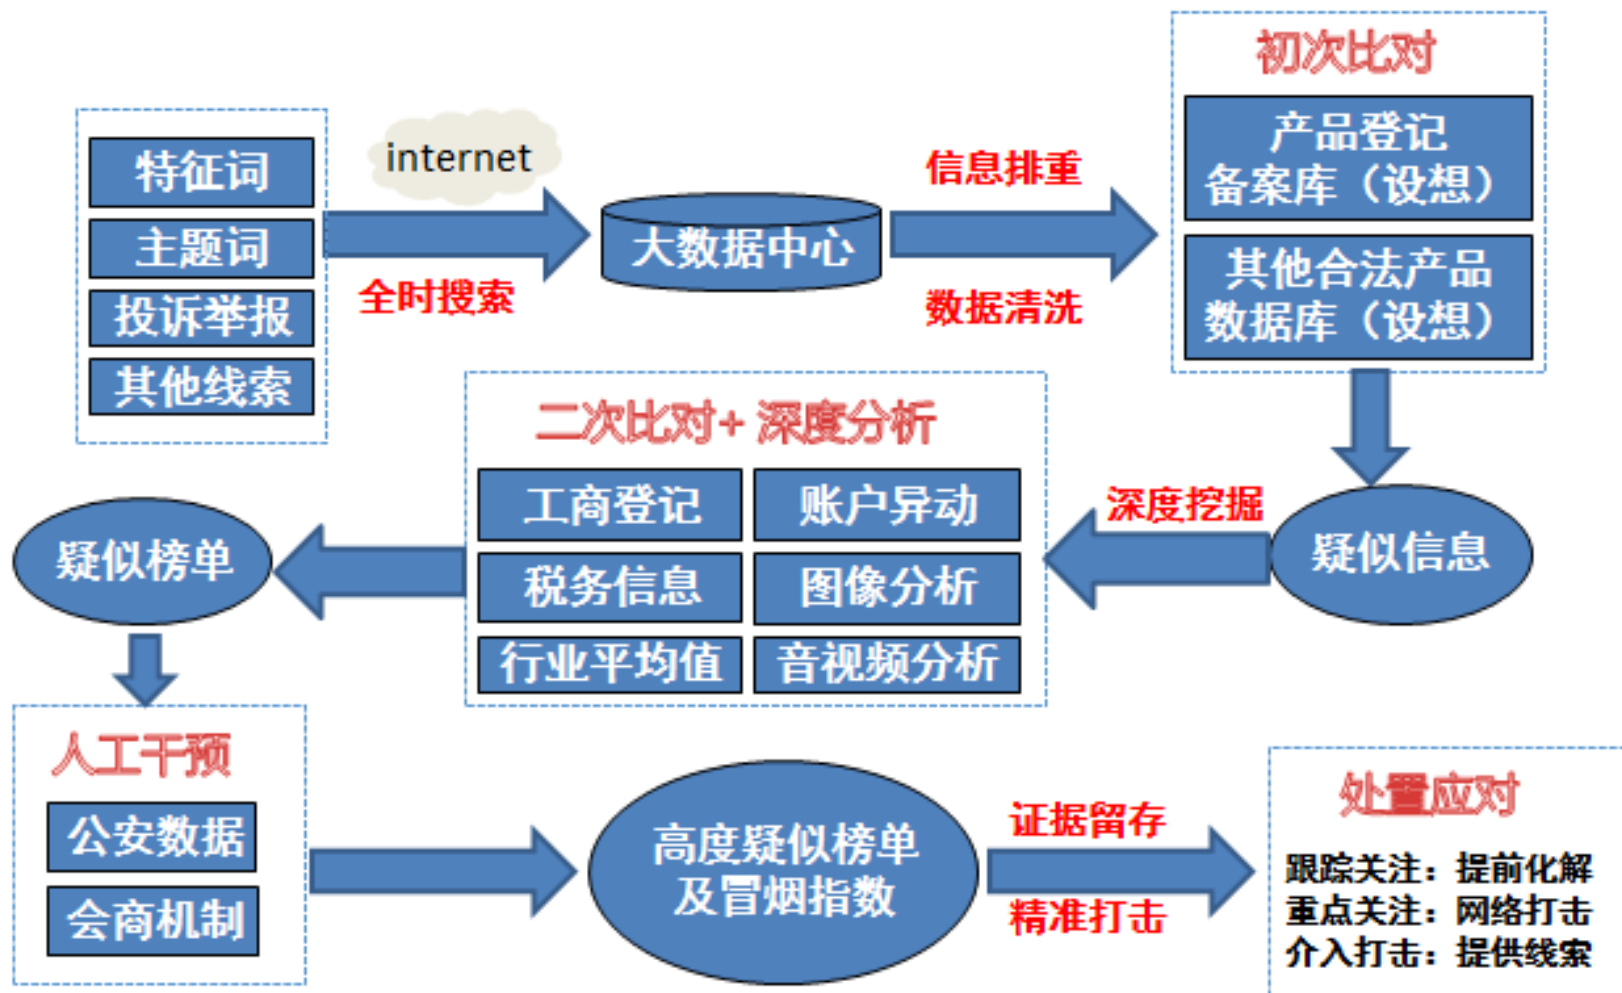 初次比对
产品登记
备案库（设想）
其他合法产品
数据库（设想）
特征词
主题词
投诉举报
其他线索
internet
全时搜索
大数据中心
信息排重
数据清洗
疑似信息
深度挖掘
二次比对+ 深度分析
工商登记
账户异动
税务信息
图像分析
行业平均值
音视频分析
疑似榜单
人工干预
公安数据
会商机制
高度疑似榜单
及冒烟指数
证据留存
精准打击
处置应对
跟踪关注：提前化解
重点关注：网络打击
介入打击：提供线索